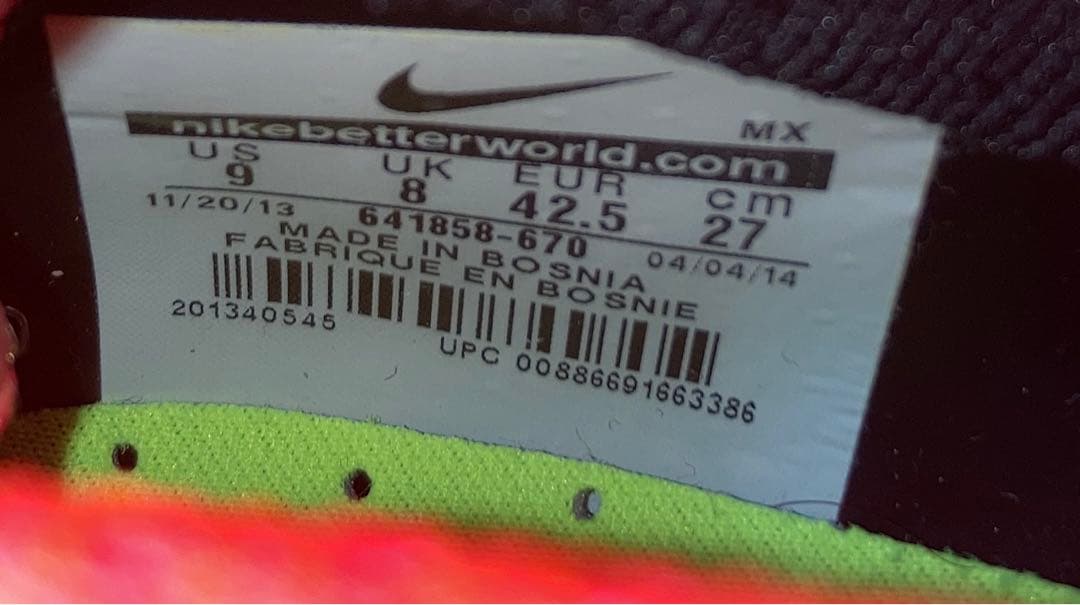 MX
nikebetterworld.com
US UK EUR cm
9 8 42.5 27
11/20/13 641858-670 04/04/14
MADE IN BOSNIA
FABRIQUE EN BOSNIE
201340545 UPC 00886691663386